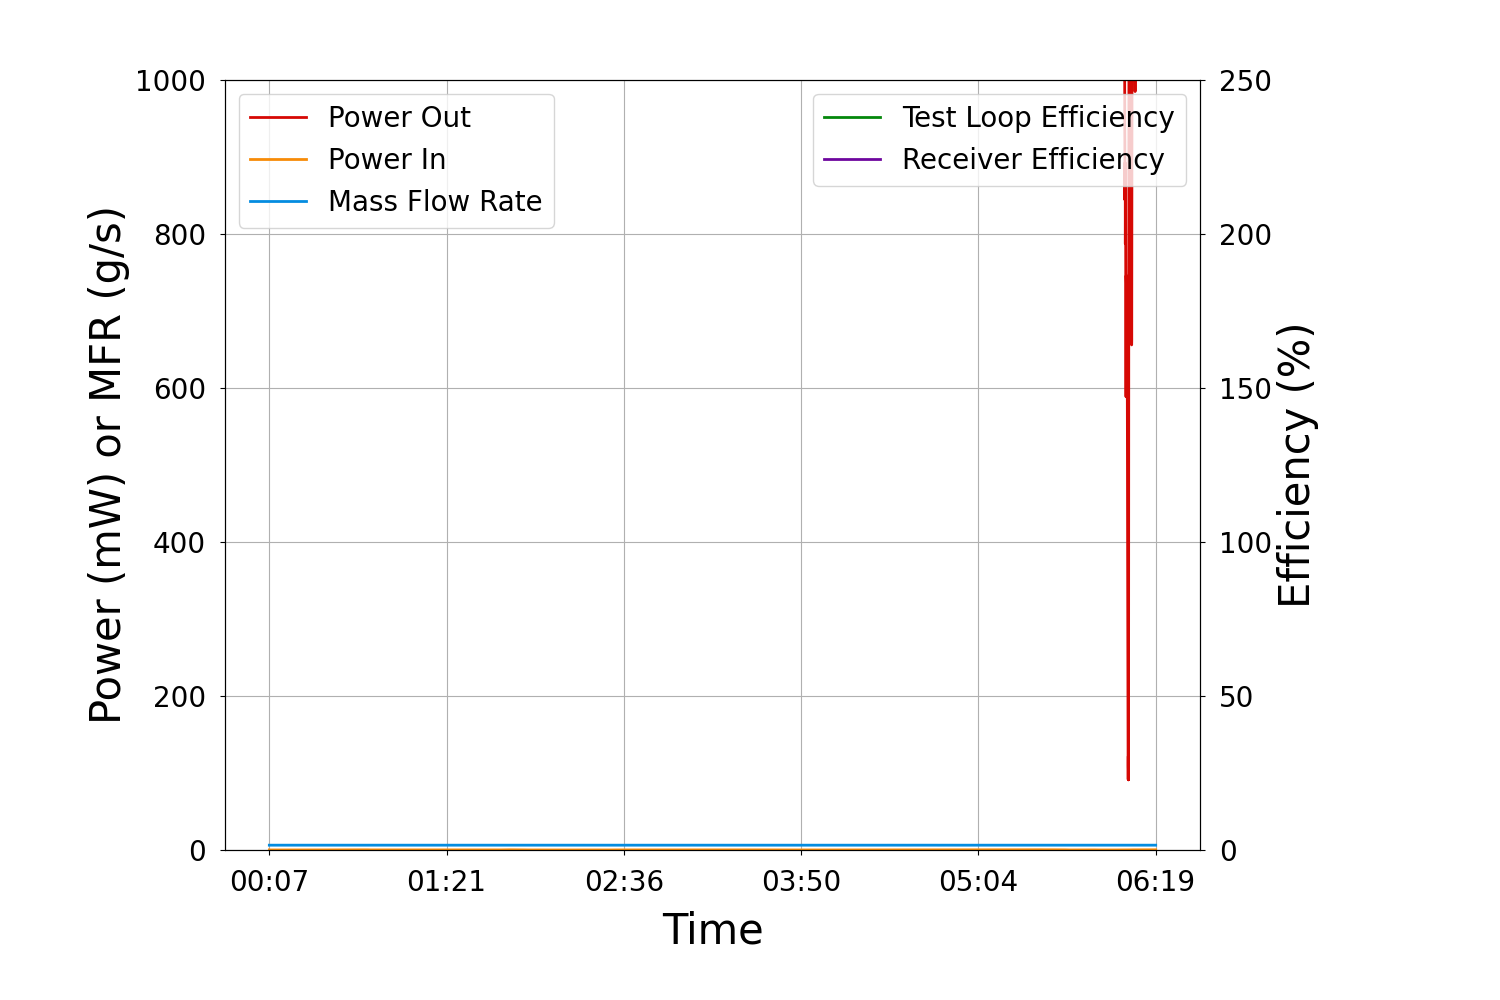 Power Out
Power In
Mass Flow Rate
Test Loop Efficiency
Receiver Efficiency
Power (mW) or MFR (g/s)
1000
800
600
400
200
0
Efficiency (%)
250
200
150
100
50
0
00:07 01:21 02:36 03:50 05:04 06:19
Time